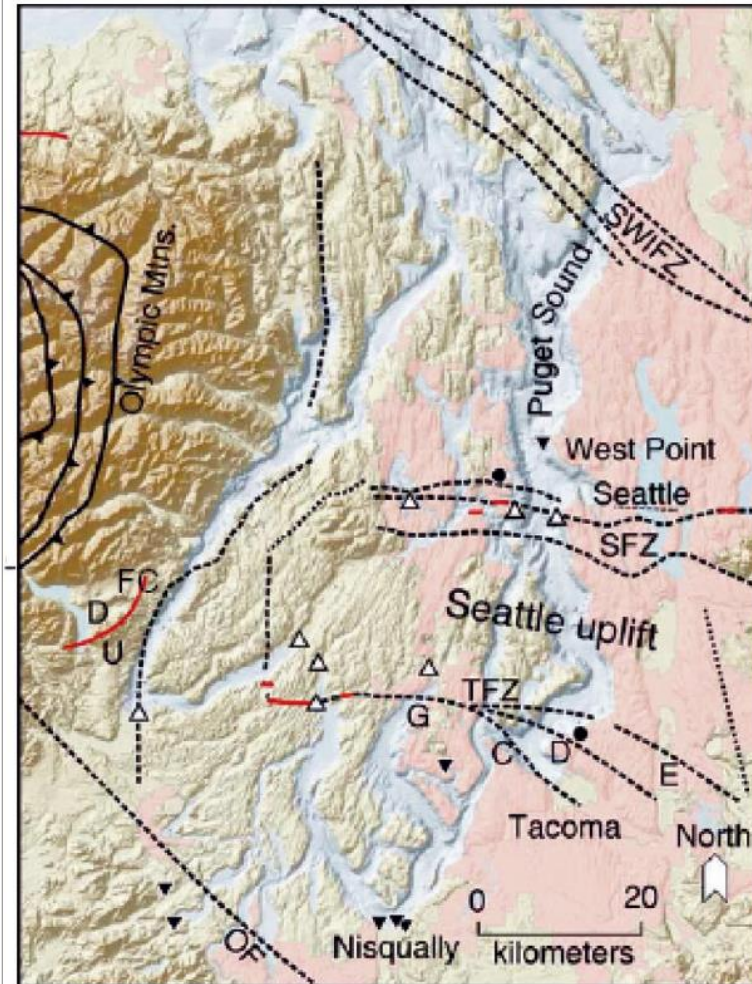 SWIFZ
Olympic Mtns.
Puget Sound
West Point
Seattle
SFZ
FC
D
U
Seattle uplift
TFZ
G
C
D
E
Tacoma
North
0 20
kilometers
Nisqually
OF